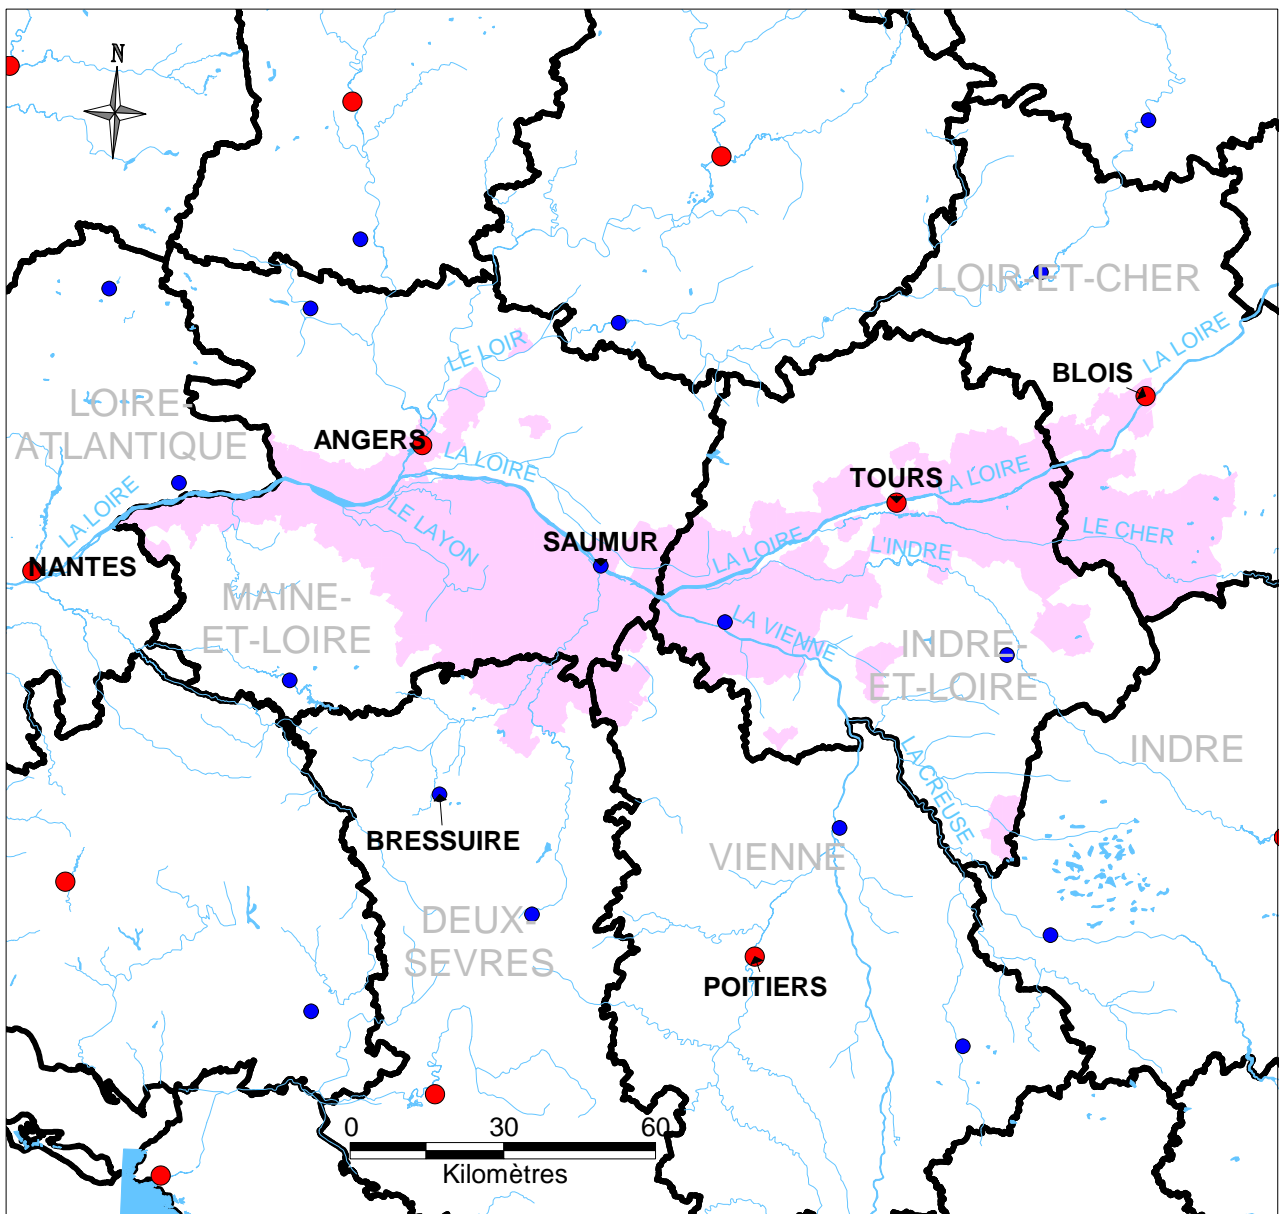 N
LOIR-ET-CHER
LA LOIRE
LE LOIR
BLOIS
LOIRE-
ATLANTIQUE
ANGERS
LA LOIRE
TOURS
LA LOIRE
LA LOIRE
LE LAYON
LE CHER
SAUMUR
L'INDRE
LA LOIRE
NANTES
MAINE-
ET-LOIRE
LA VIENNE
INDRE-
ET-LOIRE
INDRE
LA CREUSE
BRESSUIRE
VIENNE
DEUX-
SEVRES
POITIERS
0 30 60
Kilomètres